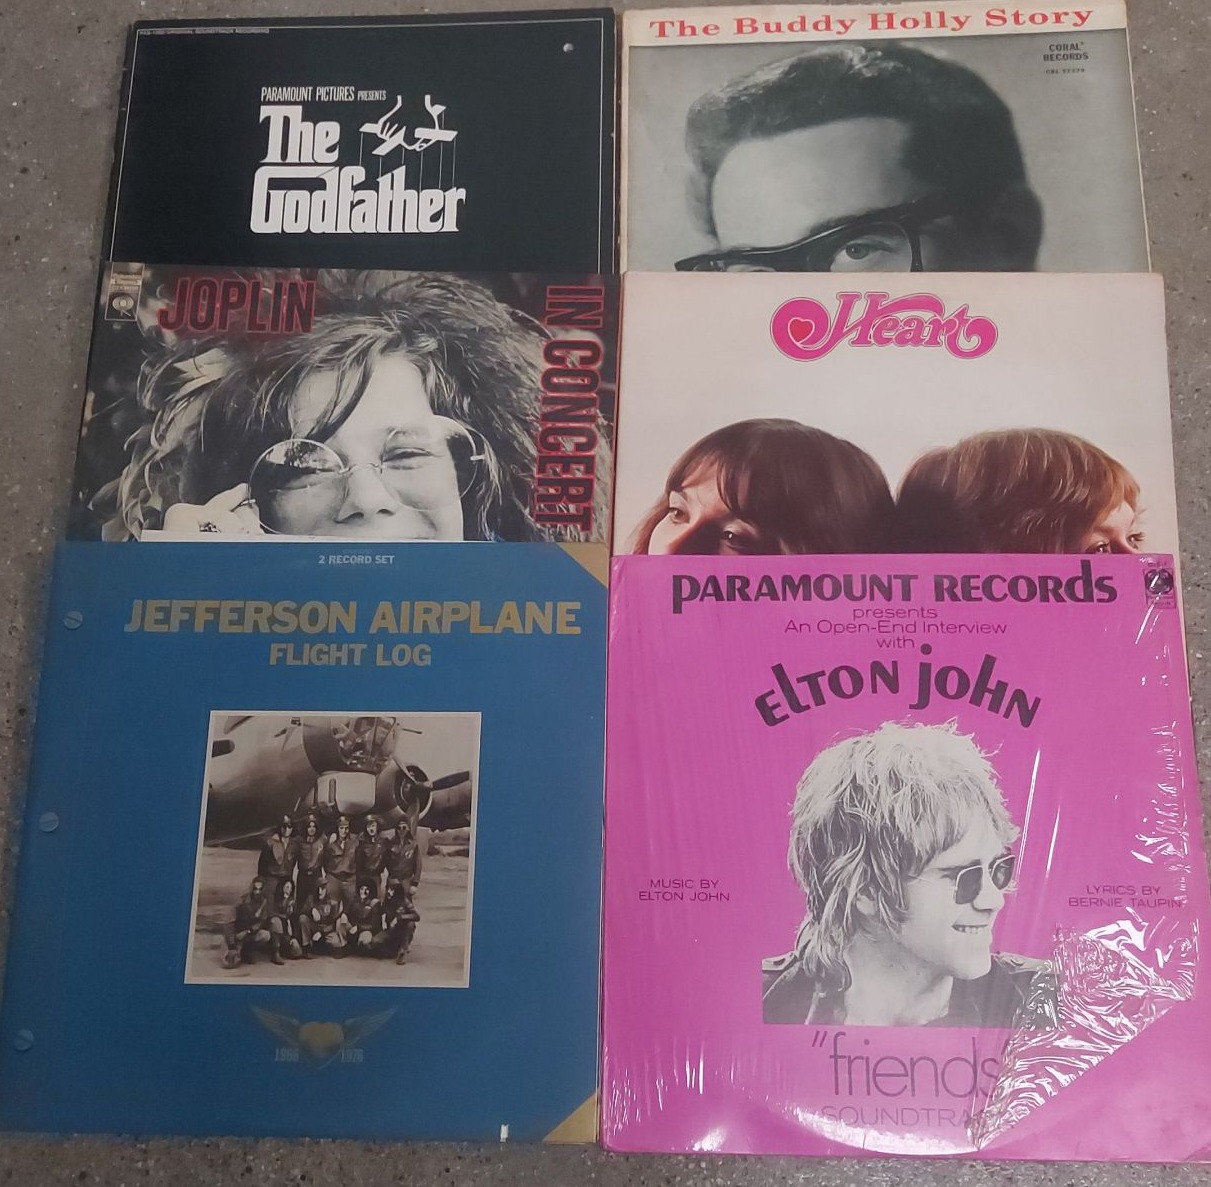 PARAMOUNT PICTURES PRESENTS
The
Godfather
The Buddy Holly Story
CORAL
RECORDS
JOPLIN
IN CONCERT
Heart
2 RECORD SET
JEFFERSON AIRPLANE
FLIGHT LOG
1966 1976
PARAMOUNT RECORDS
presents
An Open-End Interview
with
ELTON JOHN
MUSIC BY
ELTON JOHN
LYRICS BY
BERNIE TAUPIN
"friends"